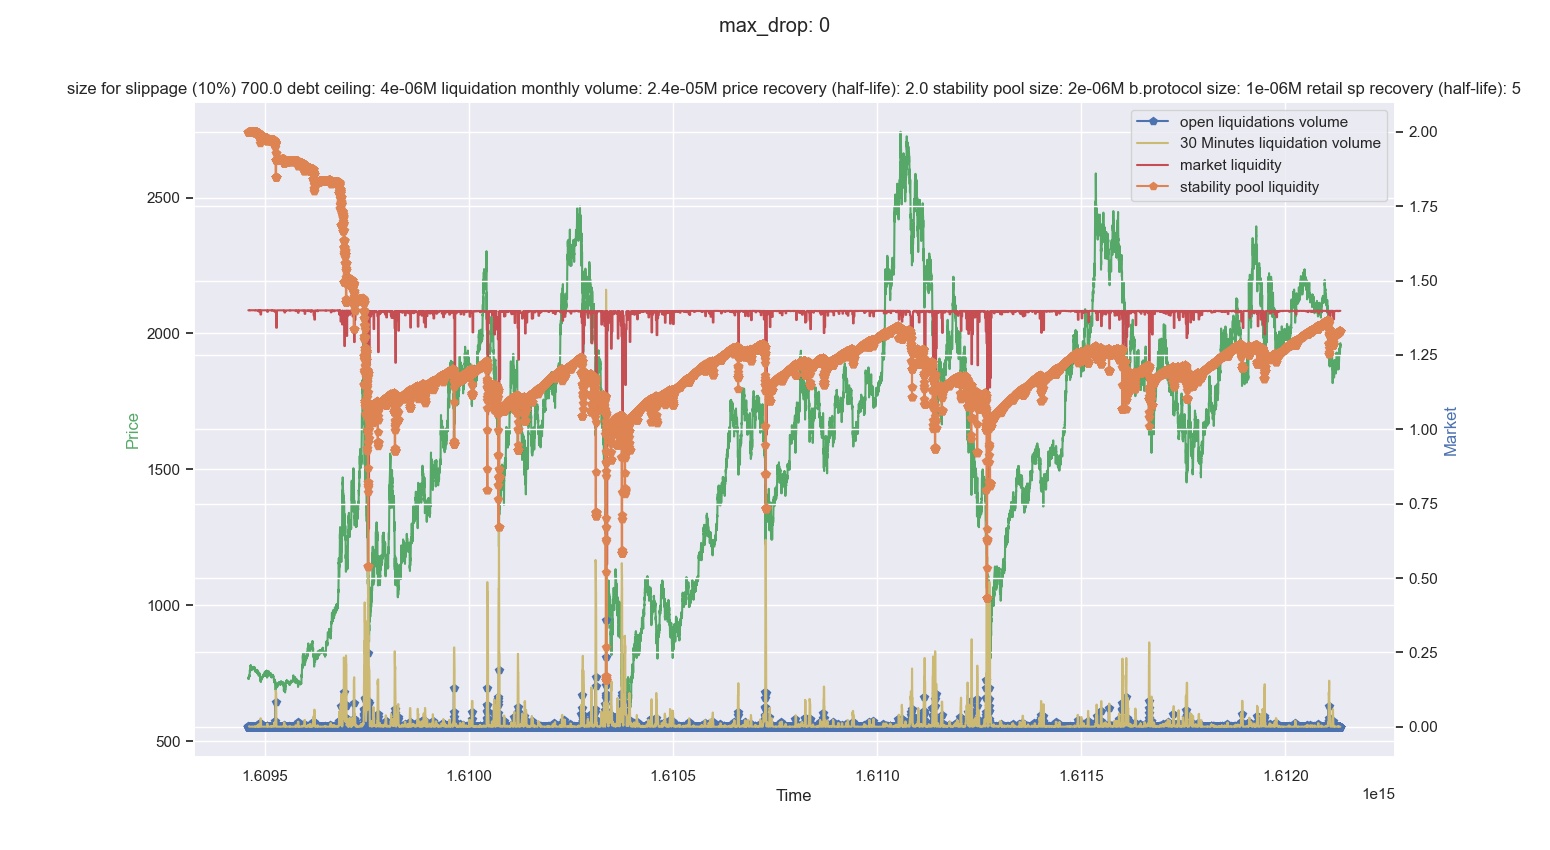 max_drop: 0
size for slippage (10%) 700.0 debt ceiling: 4e-06M liquidation monthly volume: 2.4e-05M price recovery (half-life): 2.0 stability pool size: 2e-06M b.protocol size: 1e-06M retail sp recovery (half-life): 5
open liquidations volume
30 Minutes liquidation volume
market liquidity
stability pool liquidity
2500
2000
1500
1000
500
Price
2.00
1.75
1.50
1.25
1.00
0.75
0.50
0.25
0.00
Market
1.6095
1.6100
1.6105
1.6110
1.6115
1.6120
1e15
Time